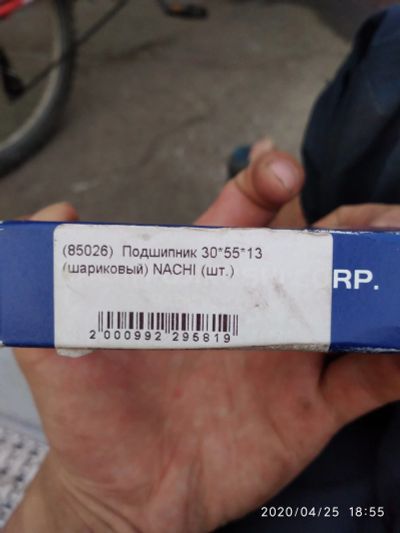 (85026) Подшипник 30*55*13
(шариковый) NACHI (шт.)
RP.
2 000992 295819
2020/04/25 18:55